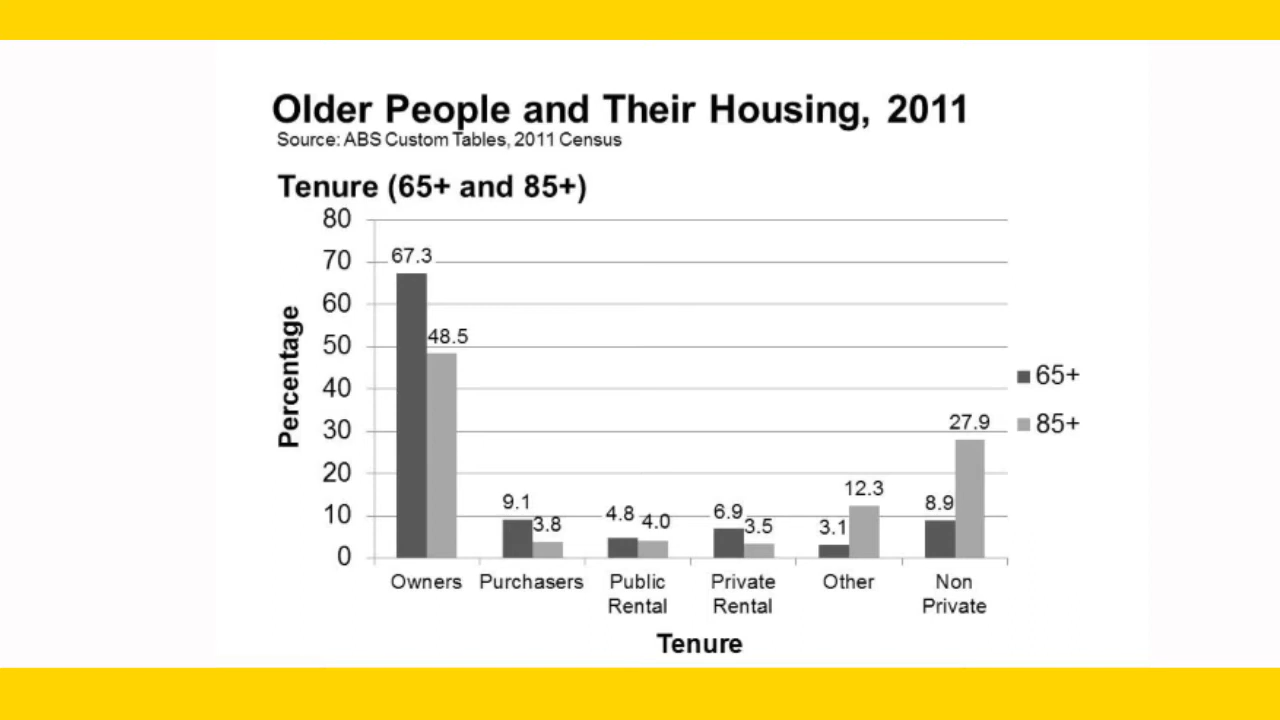 Older People and Their Housing, 2011
Source: ABS Custom Tables, 2011 Census
Tenure (65+ and 85+)
80
70
60
50
40
30
20
10
0
Percentage
67.3
48.5
9.1
3.8
4.8
4.0
6.9
3.5
3.1
12.3
8.9
27.9
65+
85+
Owners
Purchasers
Public
Rental
Private
Rental
Other
Non
Private
Tenure